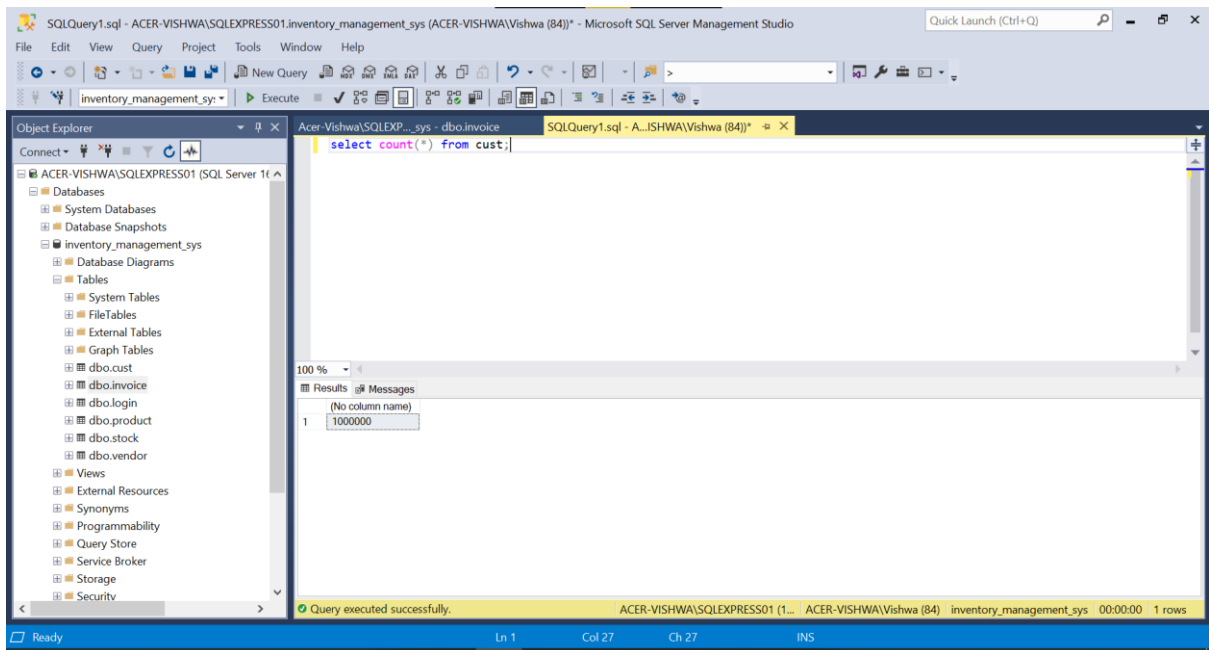 SQLQuery1.sql - ACER-VISHWA\SQLEXPRESS01.inventory_management_sys (ACER-VISHWA\Vishwa (84))* - Microsoft SQL Server Management Studio
Quick Launch (Ctrl+Q)
File Edit View Query Project Tools Window Help
New Query
MDX DMX XMLA DAX
>
inventory_management_sy:
Execute
Object Explorer
Acer-Vishwa\SQLEXP..._sys - dbo.invoice
SQLQuery1.sql - A...ISHWA\Vishwa (84))*
Connect
select count(*) from cust;
ACER-VISHWA\SQLEXPRESS01 (SQL Server 16
Databases
System Databases
Database Snapshots
inventory_management_sys
Database Diagrams
Tables
System Tables
FileTables
External Tables
Graph Tables
dbo.cust
dbo.invoice
dbo.login
dbo.product
dbo.stock
dbo.vendor
Views
External Resources
Synonyms
Programmability
Query Store
Service Broker
Storage
Security
100 %
Results Messages
(No column name)
1 1000000
Query executed successfully.
ACER-VISHWA\SQLEXPRESS01 (1... ACER-VISHWA\Vishwa (84) inventory_management_sys 00:00:00 1 rows
Ready Ln 1 Col 27 Ch 27 INS